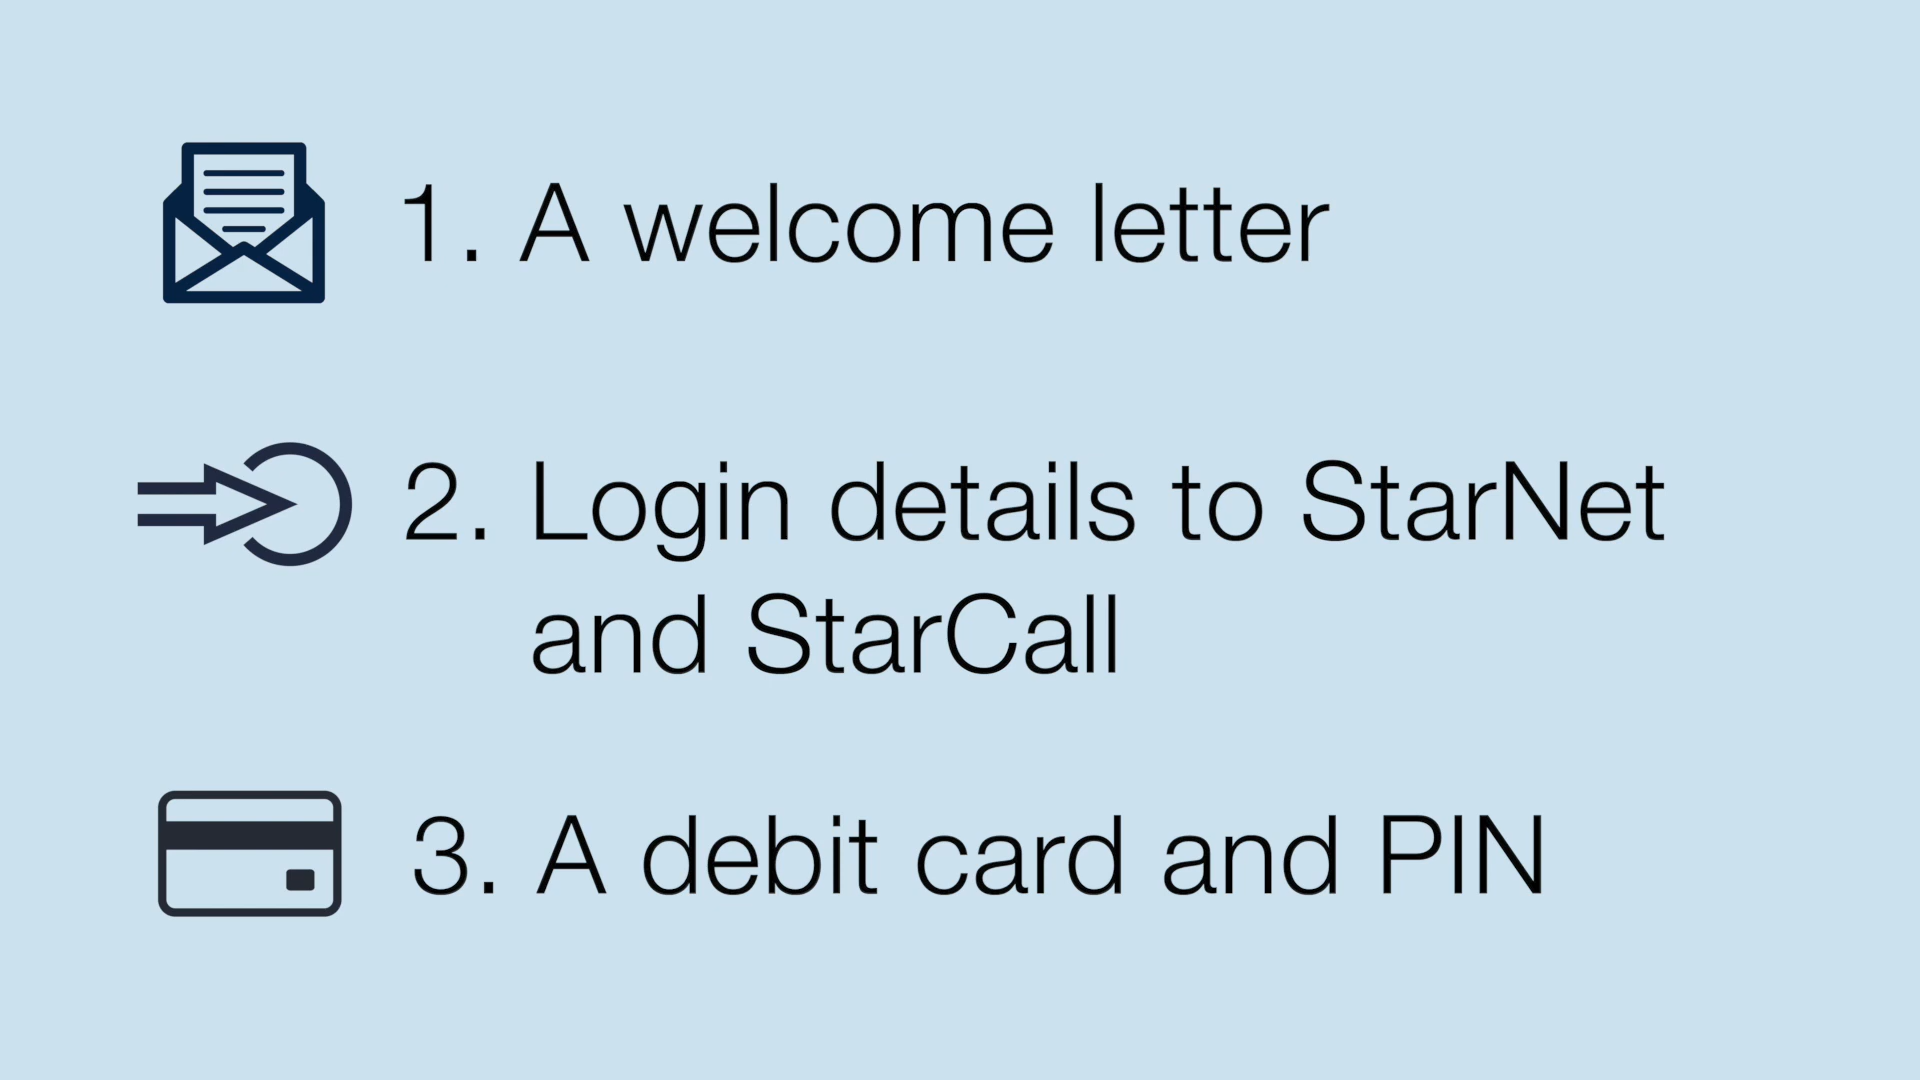 1. A welcome letter
2. Login details to StarNet
and StarCall
3. A debit card and PIN